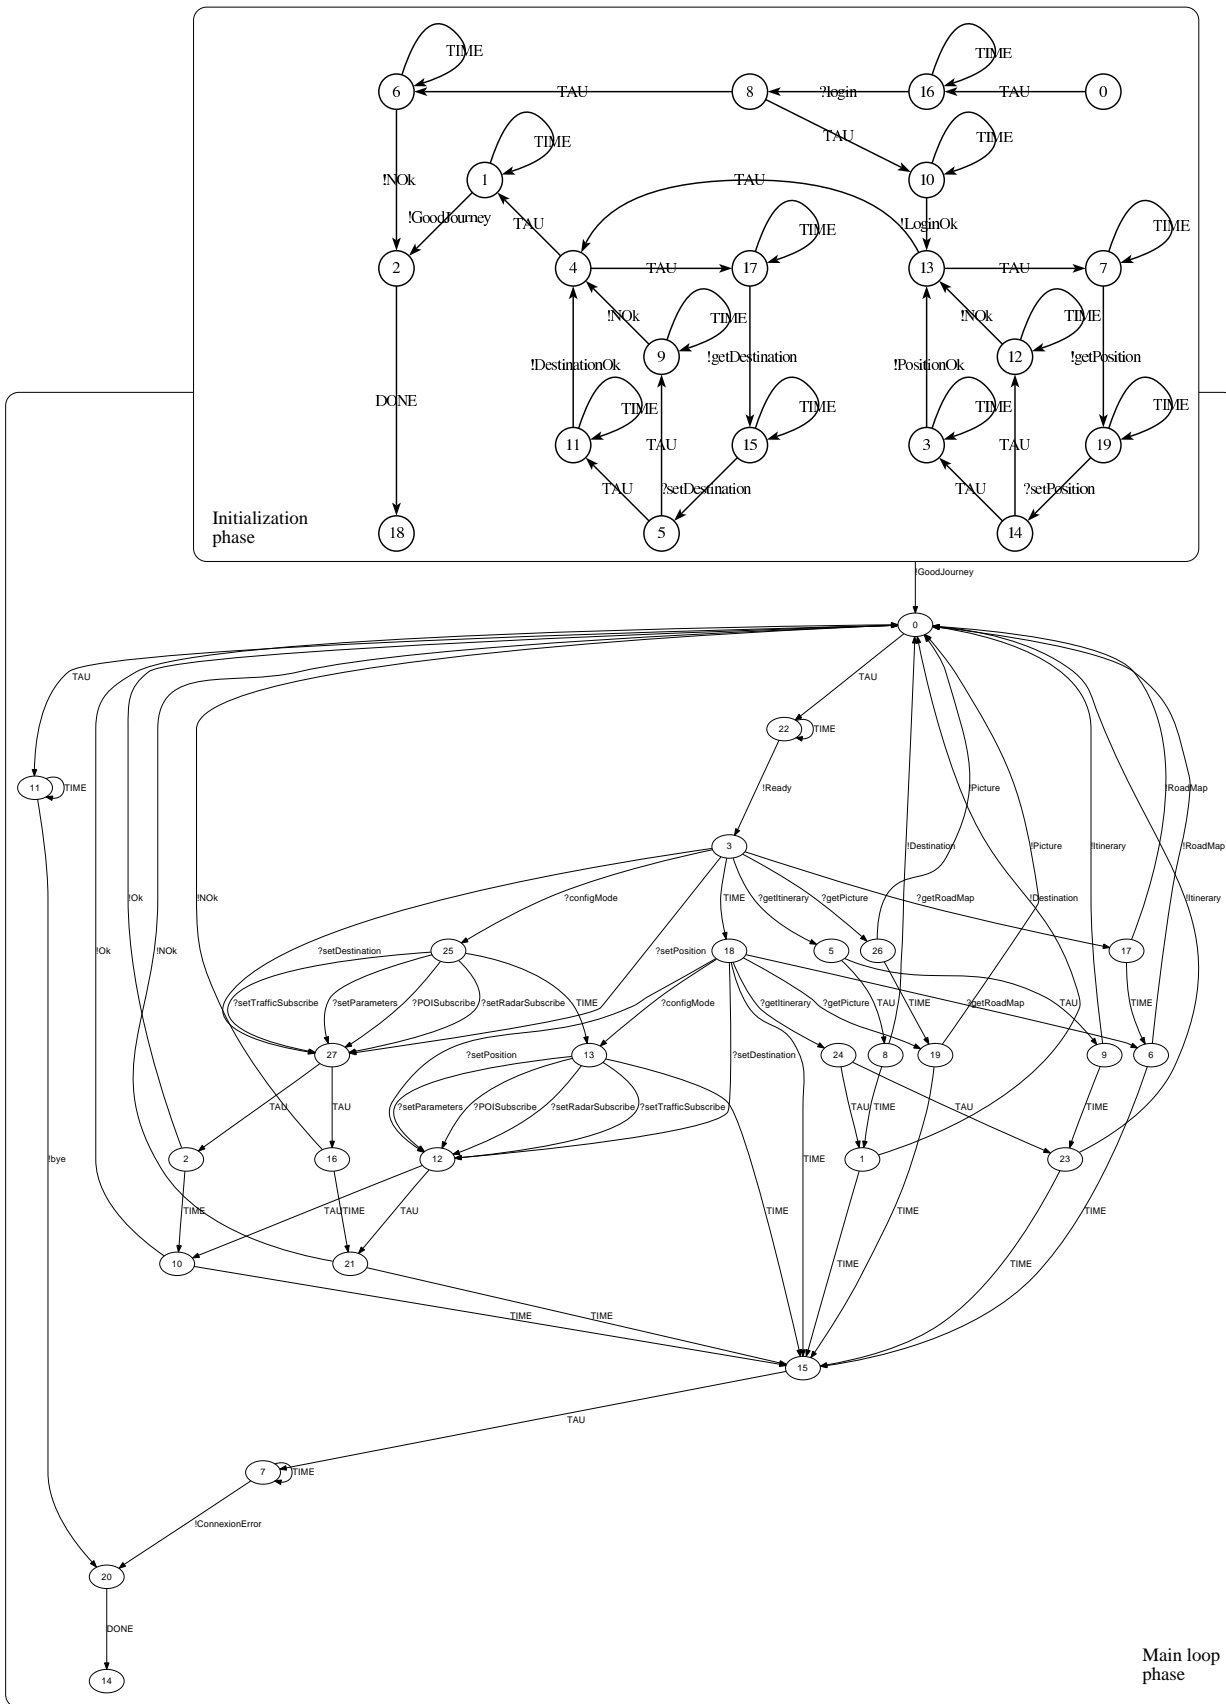 TIME
TIME
6
TAU
8
?login
16
TAU
0
TAU
TIME
TIME
!NOk
1
TAU
10
!GoodJourney
TAU
!LoginOk
TIME
TIME
2
4
TAU
17
13
TAU
7
!NOk
TIME
!NOk
TIME
9
12
!DestinationOk
!getDestination
!PositionOk
!getPosition
DONE
TIME
TIME
TIME
TIME
11
TAU
15
3
TAU
19
TAU
?setDestination
TAU
?setPosition
Initialization
phase
18
5
14
!GoodJourney
0
TAU
TAU
22
TIME
11
TIME
!Ready
!Picture
!RoadMap
3
!Destination
!Picture
!Itinerary
!RoadMap
!Ok
!NOk
?configMode
TIME
?getItinerary
?getPicture
?getRoadMap
!Destination
!Itinerary
!Ok
!NOk
?setDestination
25
?setPosition
18
5
26
17
?setTrafficSubscribe
?setParameters
?POISubscribe
?setRadarSubscribe
TIME
?configMode
?getItinerary
?getPicture
TAU
TIME
?getRoadMap
TAU
TIME
27
?setPosition
13
?setDestination
24
8
19
9
6
TAU
TAU
?setParameters
?POISubscribe
?setRadarSubscribe
?setTrafficSubscribe
TAU
TIME
TAU
TIME
!bye
2
16
12
TIME
1
23
TIME
TAU
TIME
TAU
TIME
TIME
TIME
10
21
TIME
TIME
TIME
TIME
15
TAU
7
TIME
!ConnexionError
20
DONE
14
Main loop
phase